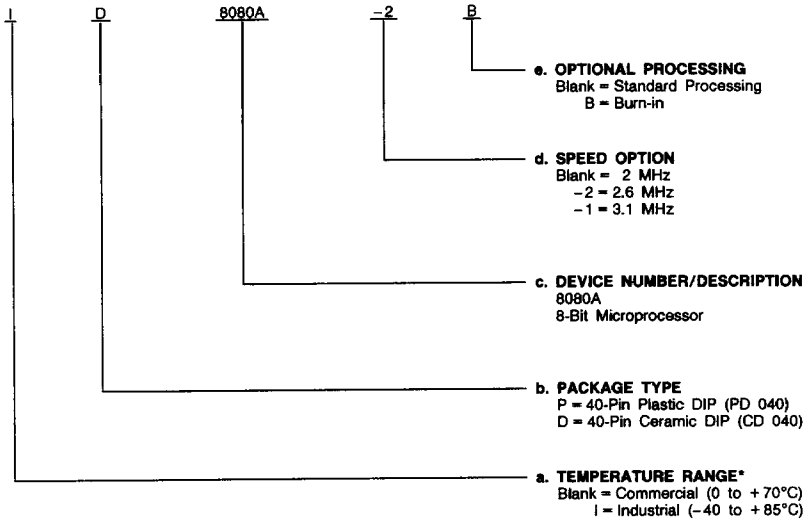 I D 8080A -2 B
e. OPTIONAL PROCESSING
Blank = Standard Processing
B = Burn-in
d. SPEED OPTION
Blank = 2 MHz
-2 = 2.6 MHz
-1 = 3.1 MHz
c. DEVICE NUMBER/DESCRIPTION
8080A
8-Bit Microprocessor
b. PACKAGE TYPE
P = 40-Pin Plastic DIP (PD 040)
D = 40-Pin Ceramic DIP (CD 040)
a. TEMPERATURE RANGE*
Blank = Commercial (0 to +70°C)
I = Industrial (-40 to +85°C)